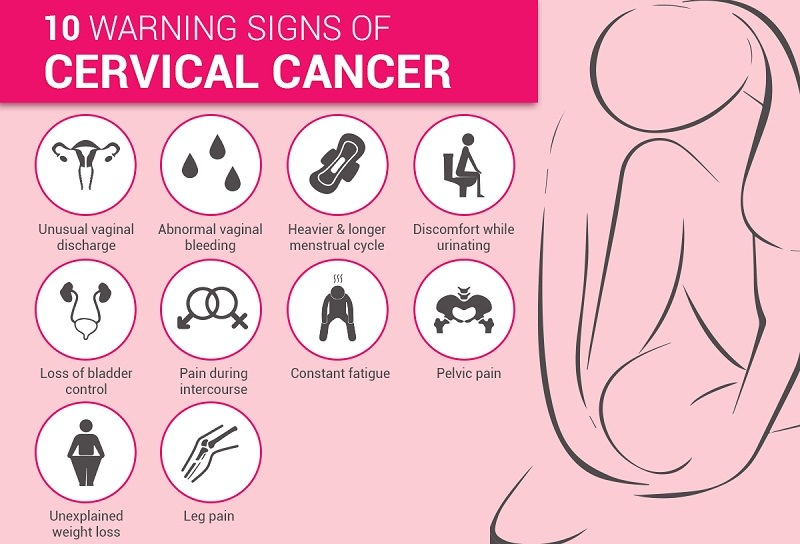 10 WARNING SIGNS OF
CERVICAL CANCER
Unusual vaginal
discharge
Abnormal vaginal
bleeding
Heavier & longer
menstrual cycle
Discomfort while
urinating
Loss of bladder
control
Pain during
intercourse
Constant fatigue
Pelvic pain
Unexplained
weight loss
Leg pain